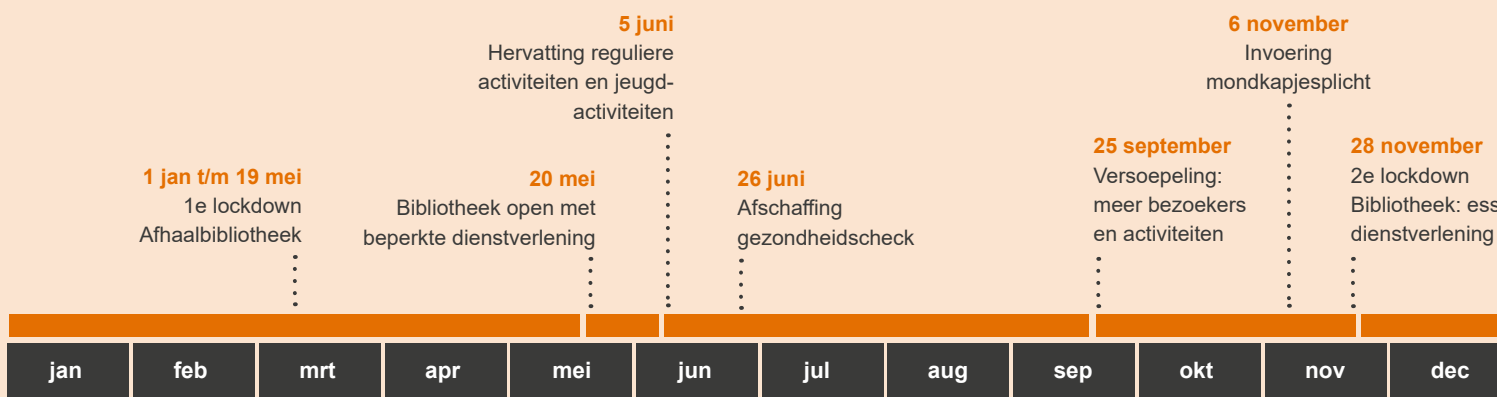 1 jan t/m 19 mei
1e lockdown
Afhaalbibliotheek
20 mei
Bibliotheek open met
beperkte dienstverlening
5 juni
Hervatting reguliere
activiteiten en jeugd-
activiteiten
26 juni
Afschaffing
gezondheidscheck
25 september
Versoepeling:
meer bezoekers
en activiteiten
6 november
Invoering
mondkapjesplicht
28 november
2e lockdown
Bibliotheek:
dienstverlening
jan feb mrt apr mei jun jul aug sep okt nov dec